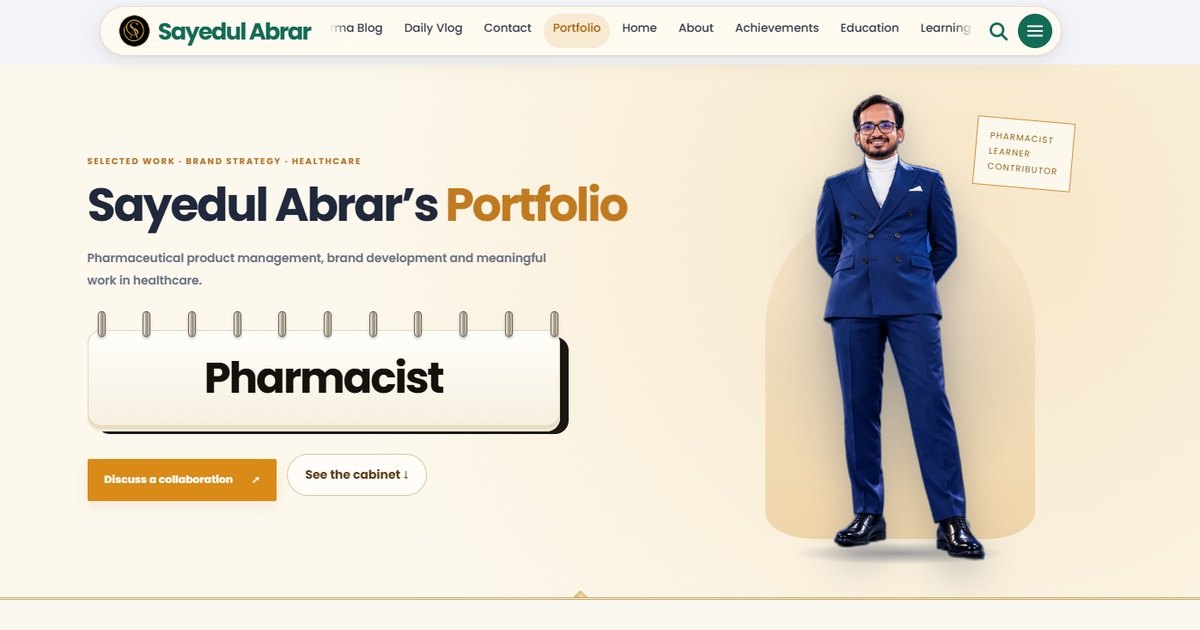 Sayedul Abrar
rma Blog Daily Vlog Contact Portfolio Home About Achievements Education Learning
SELECTED WORK · BRAND STRATEGY · HEALTHCARE
Sayedul Abrar’s Portfolio
Pharmaceutical product management, brand development and meaningful
work in healthcare.
Pharmacist
Discuss a collaboration ↗
See the cabinet ↓
PHARMACIST
LEARNER
CONTRIBUTOR